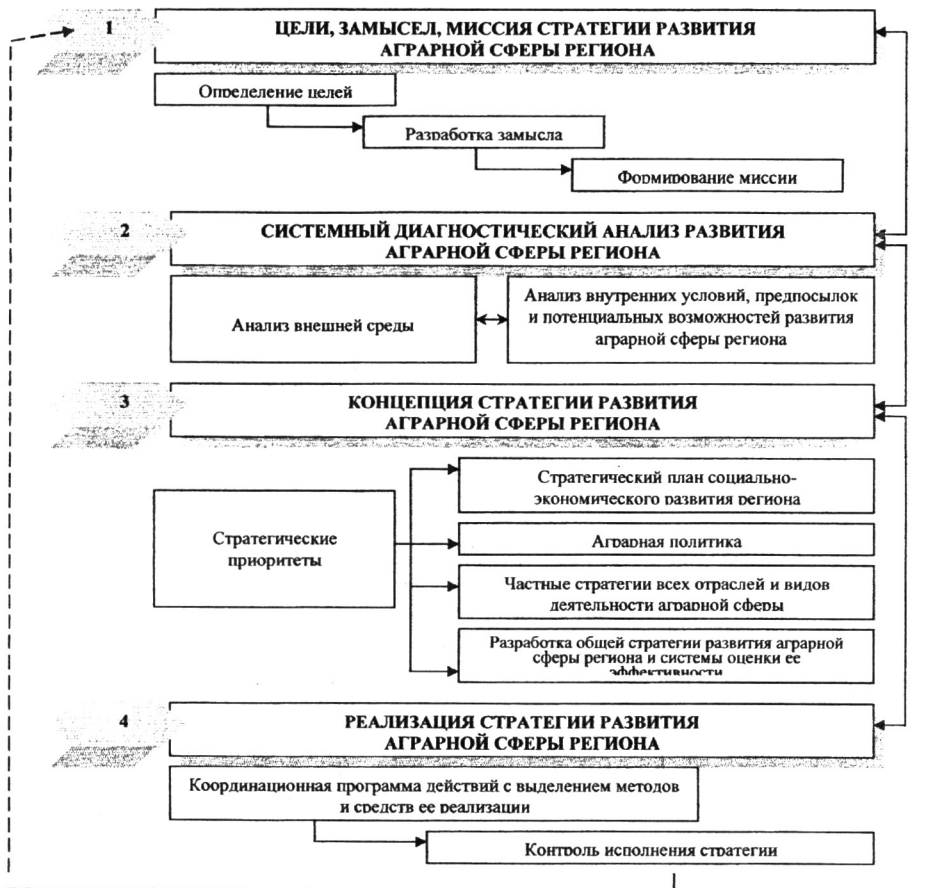 1
ЦЕЛИ, ЗАМЫСЕЛ, МИССИЯ СТРАТЕГИИ РАЗВИТИЯ
АГРАРНОЙ СФЕРЫ РЕГИОНА
Определение целей
Разработка замысла
Формирование миссии
2
СИСТЕМНЫЙ ДИАГНОСТИЧЕСКИЙ АНАЛИЗ РАЗВИТИЯ
АГРАРНОЙ СФЕРЫ РЕГИОНА
Анализ внешней среды
Анализ внутренних условий, предпосылок
и потенциальных возможностей развития
аграрной сферы региона
3
КОНЦЕПЦИЯ СТРАТЕГИИ РАЗВИТИЯ
АГРАРНОЙ СФЕРЫ РЕГИОНА
Стратегические
приоритеты
Стратегический план социально-
экономического развития региона
Аграрная политика
Частные стратегии всех отраслей и видов
деятельности аграрной сферы
Разработка общей стратегии развития аграрной
сферы региона и системы оценки ее
эффективности
4
РЕАЛИЗАЦИЯ СТРАТЕГИИ РАЗВИТИЯ
АГРАРНОЙ СФЕРЫ РЕГИОНА
Координационная программа действий с выделением методов
и средств ее реализации
Контроль исполнения стратегии